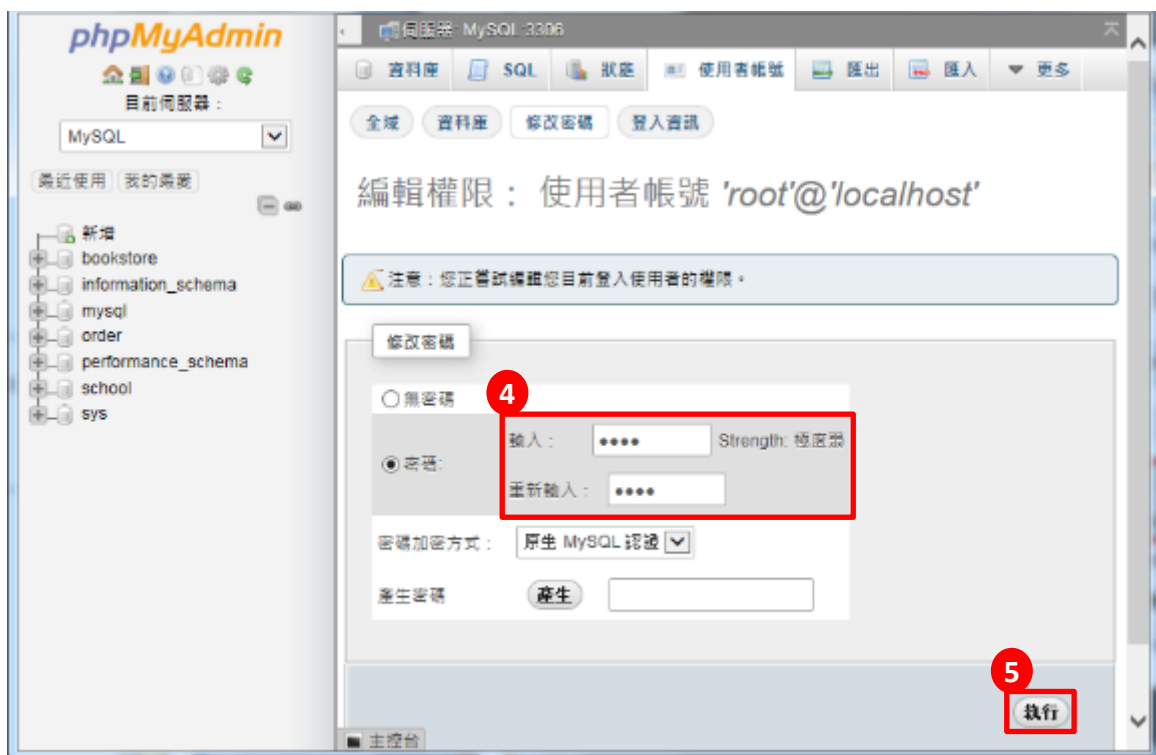 phpMyAdmin
目前伺服器：
MySQL
最近使用 我的最愛
新增
bookstore
information_schema
mysql
order
performance_schema
school
sys
伺服器: MySQL:3306
資料庫 SQL 狀態 使用者帳號 匯出 匯入 更多
全域 資料庫 修改密碼 登入資訊
編輯權限： 使用者帳號 'root'@'localhost'
注意：您正嘗試編輯您目前登入使用者的權限。
修改密碼
無密碼
4
密碼:
輸入： •••• Strength: 極度弱
重新輸入： ••••
密碼加密方式： 原生 MySQL 認證
產生密碼 產生
5
執行
主控台